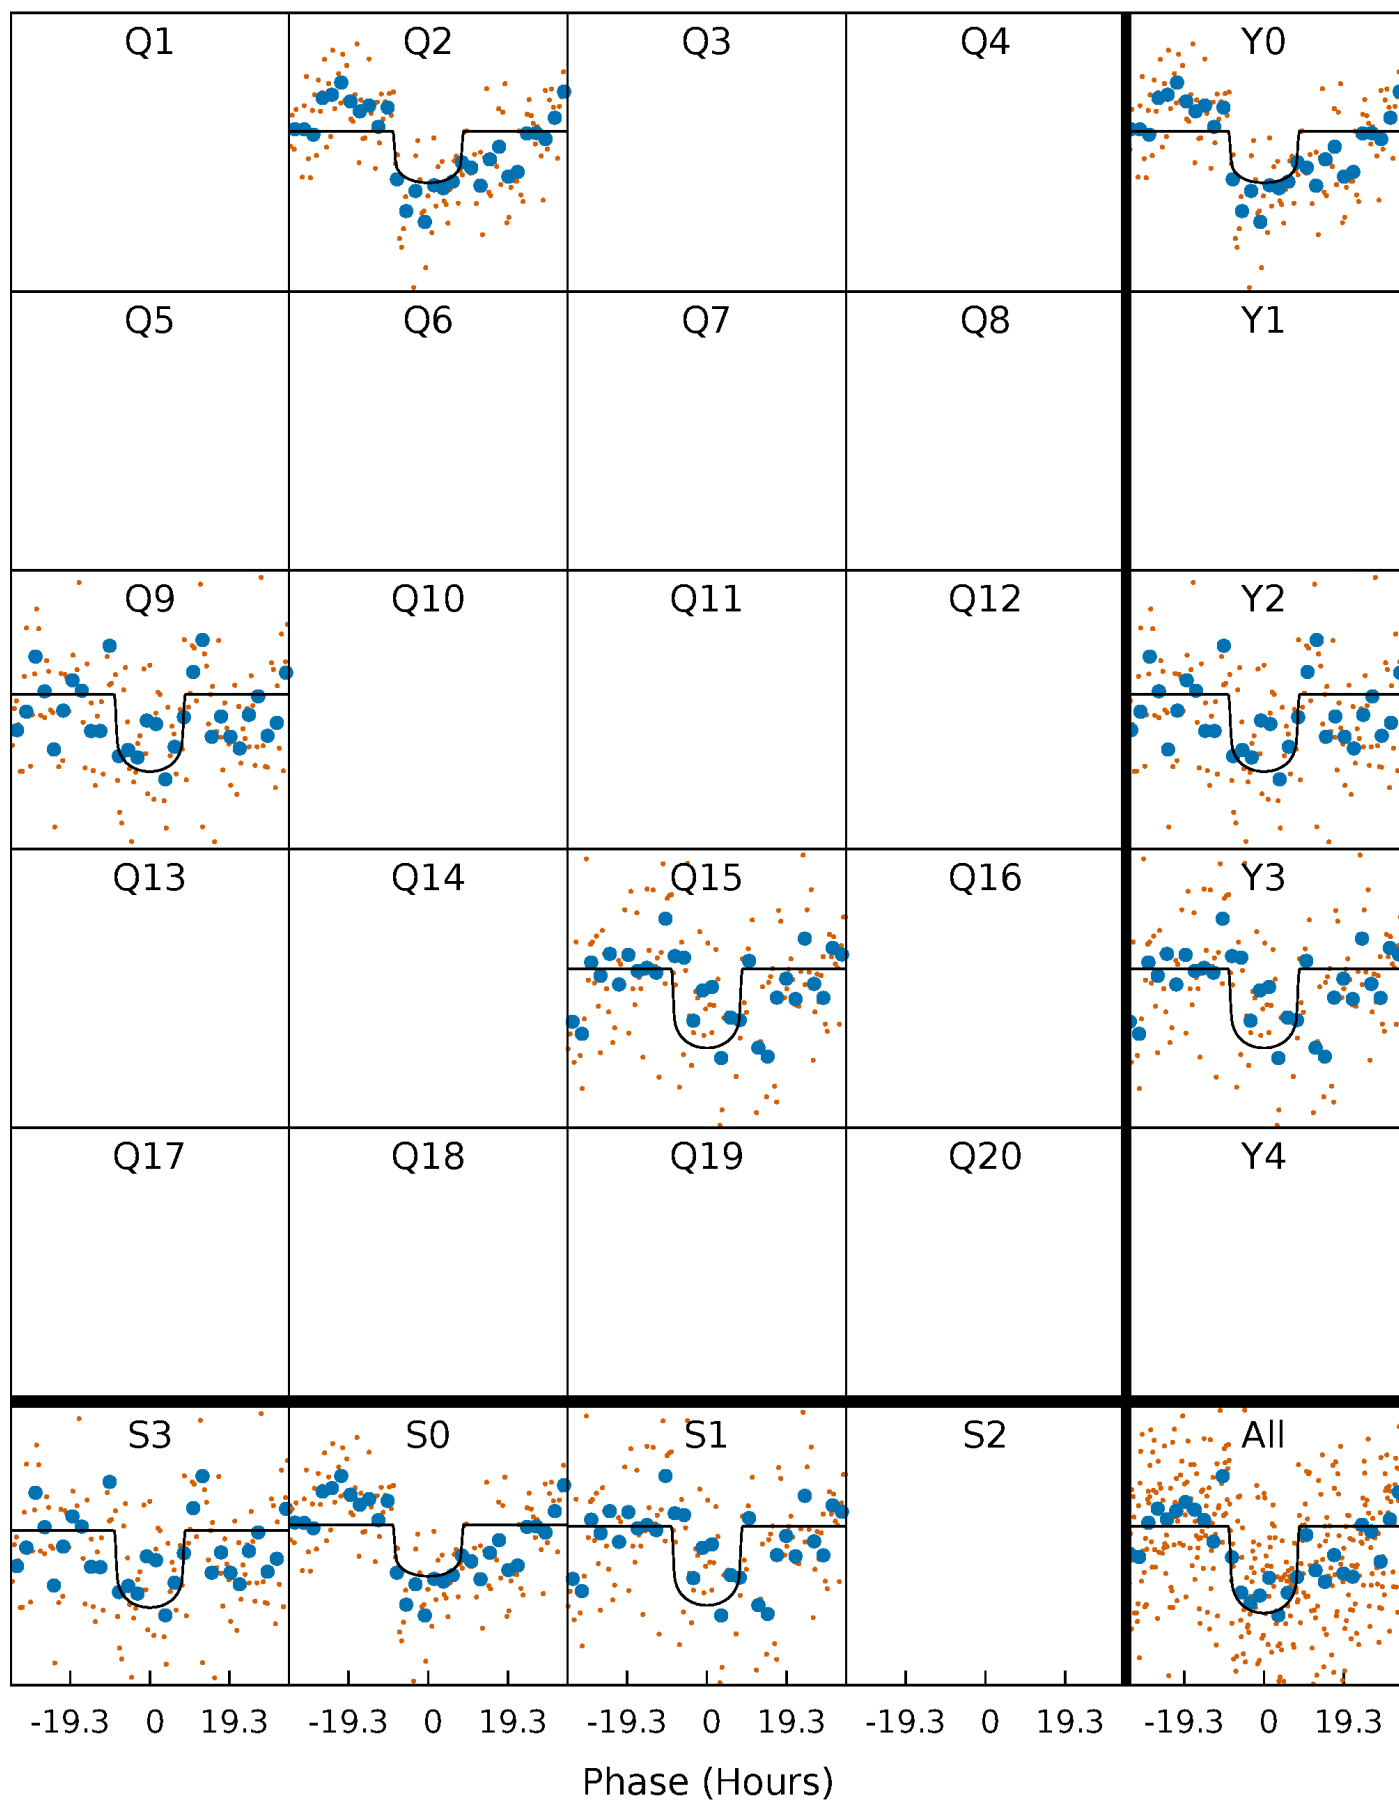 Q1 Q2 Q3 Q4 Y0
Q5 Q6 Q7 Q8 Y1
Q9 Q10 Q11 Q12 Y2
Q13 Q14 Q15 Q16 Y3
Q17 Q18 Q19 Q20 Y4
S3 S0 S1 S2 All
-19.3 0 19.3 -19.3 0 19.3 -19.3 0 19.3 -19.3 0 19.3 -19.3 0 19.3
Phase (Hours)